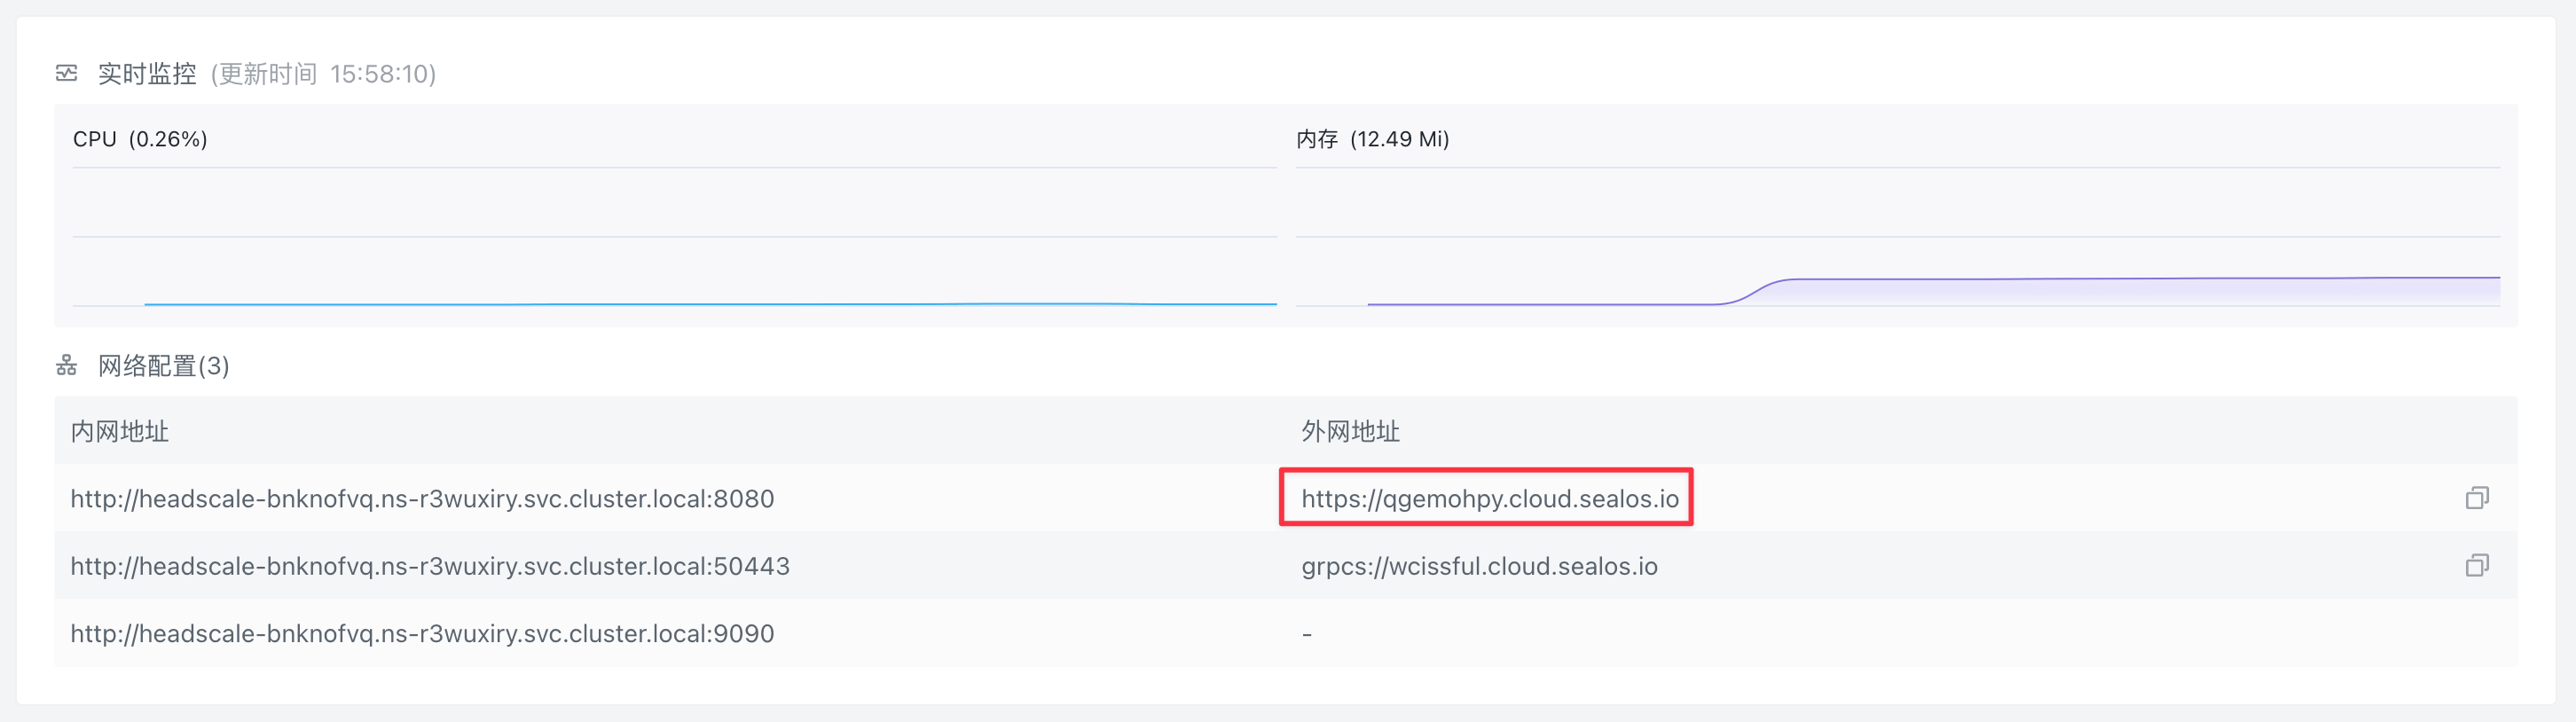 实时监控 (更新时间 15:58:10)
CPU (0.26%)
内存 (12.49 Mi)
网络配置(3)
内网地址 外网地址
http://headscale-bnknofvq.ns-r3wuxiry.svc.cluster.local:8080 https://qgemohpy.cloud.sealos.io
http://headscale-bnknofvq.ns-r3wuxiry.svc.cluster.local:50443 grpcs://wcissful.cloud.sealos.io
http://headscale-bnknofvq.ns-r3wuxiry.svc.cluster.local:9090 -